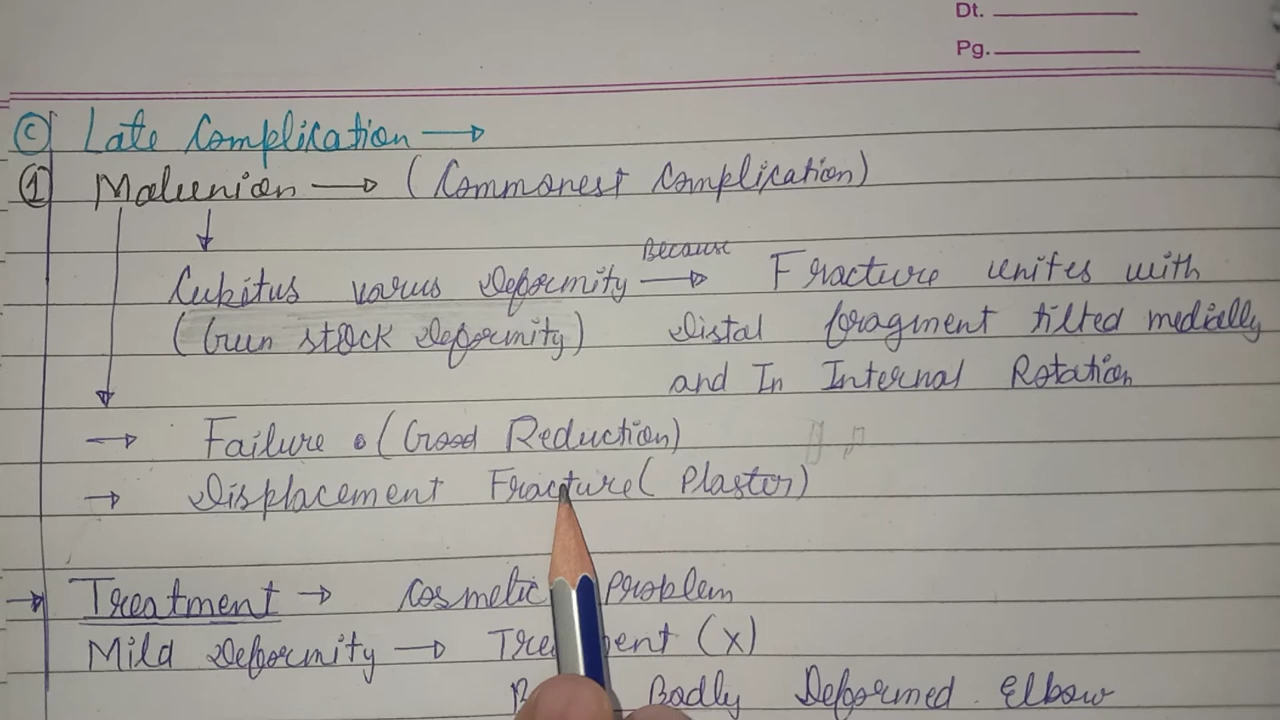 Dt.
Pg.
(C) Late Complication →
(1) Malunion → (Commonest Complication)
↓
Cubitus varus Deformity → Because Fracture unites with
(Gun stock Deformity) distal fragment tilted medially
and In Internal Rotation
→ Failure (Good Reduction)
→ Displacement Fracture (Plaster)
→ Treatment → Cosmetic Problem
Mild Deformity → Treatment (X)
Badly Deformed. Elbow